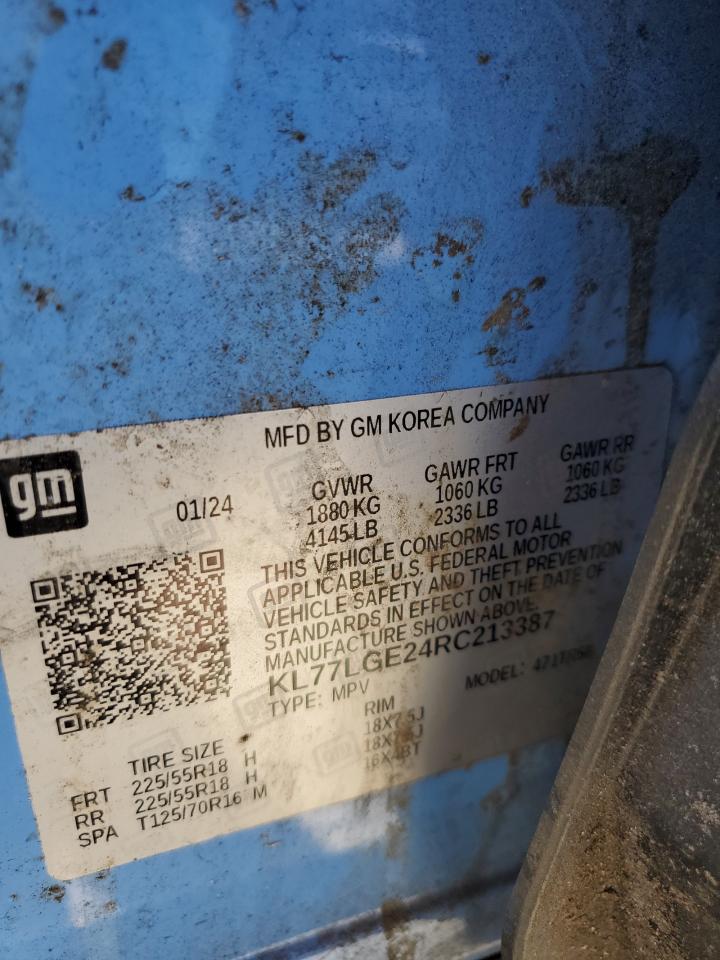 MFD BY GM KOREA COMPANY
gm
01/24
GVWR GAWR FRT GAWR RR
1880 KG 1060 KG 1060 KG
4145 LB 2336 LB 2336 LB
THIS VEHICLE CONFORMS TO ALL
APPLICABLE U.S. FEDERAL MOTOR
VEHICLE SAFETY AND THEFT PREVENTION
STANDARDS IN EFFECT ON THE DATE OF
MANUFACTURE SHOWN ABOVE.
KL77LGE24RC213387
TYPE: MPV MODEL:
TIRE SIZE RIM
FRT 225/55R18 H 18X7.5J
RR 225/55R18 H
SPA T125/70R16 M 16X4BT